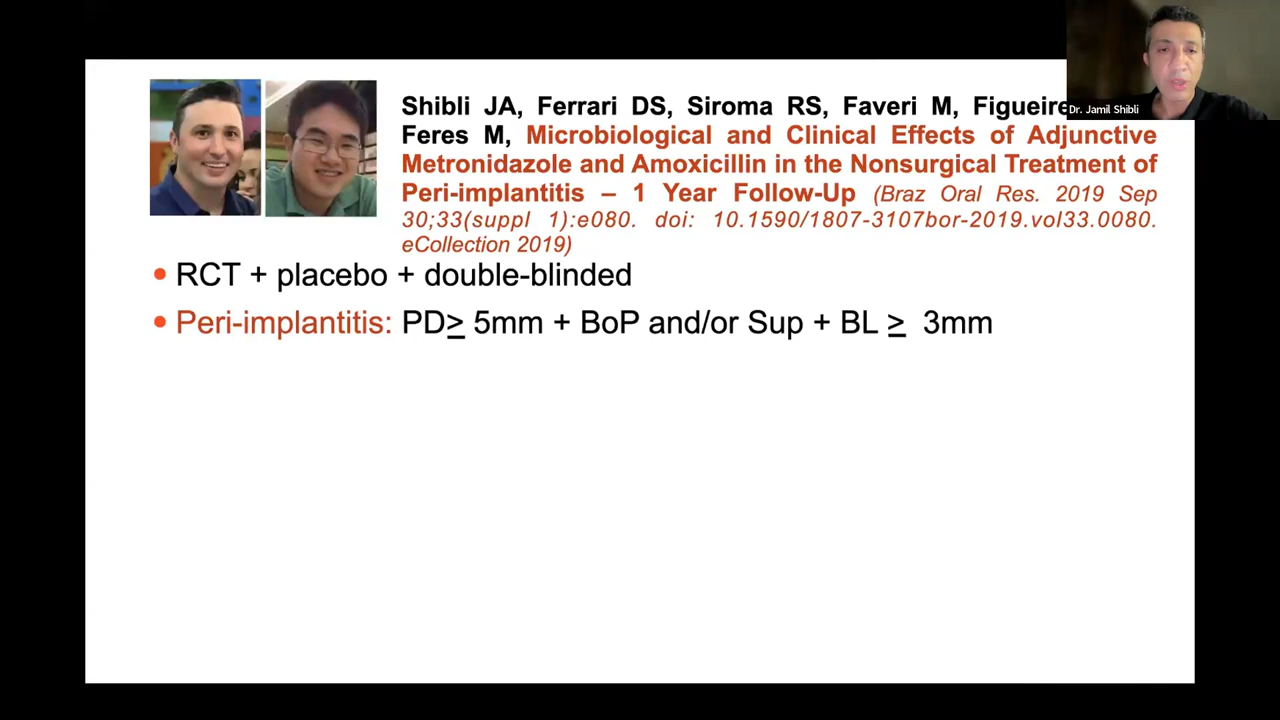 Shibli JA, Ferrari DS, Siroma RS, Faveri M,
Dr. Jamil Shibli
Feres M, Microbiological and Clinical Effects of Adjunctive
Metronidazole and Amoxicillin in the Nonsurgical Treatment of
Peri-implantitis – 1 Year Follow-Up (Braz Oral Res. 2019 Sep
30;33(suppl 1):e080. doi: 10.1590/1807-3107bor-2019.vol33.0080.
eCollection 2019)
• RCT + placebo + double-blinded
• Peri-implantitis: PD≥ 5mm + BoP and/or Sup + BL ≥ 3mm